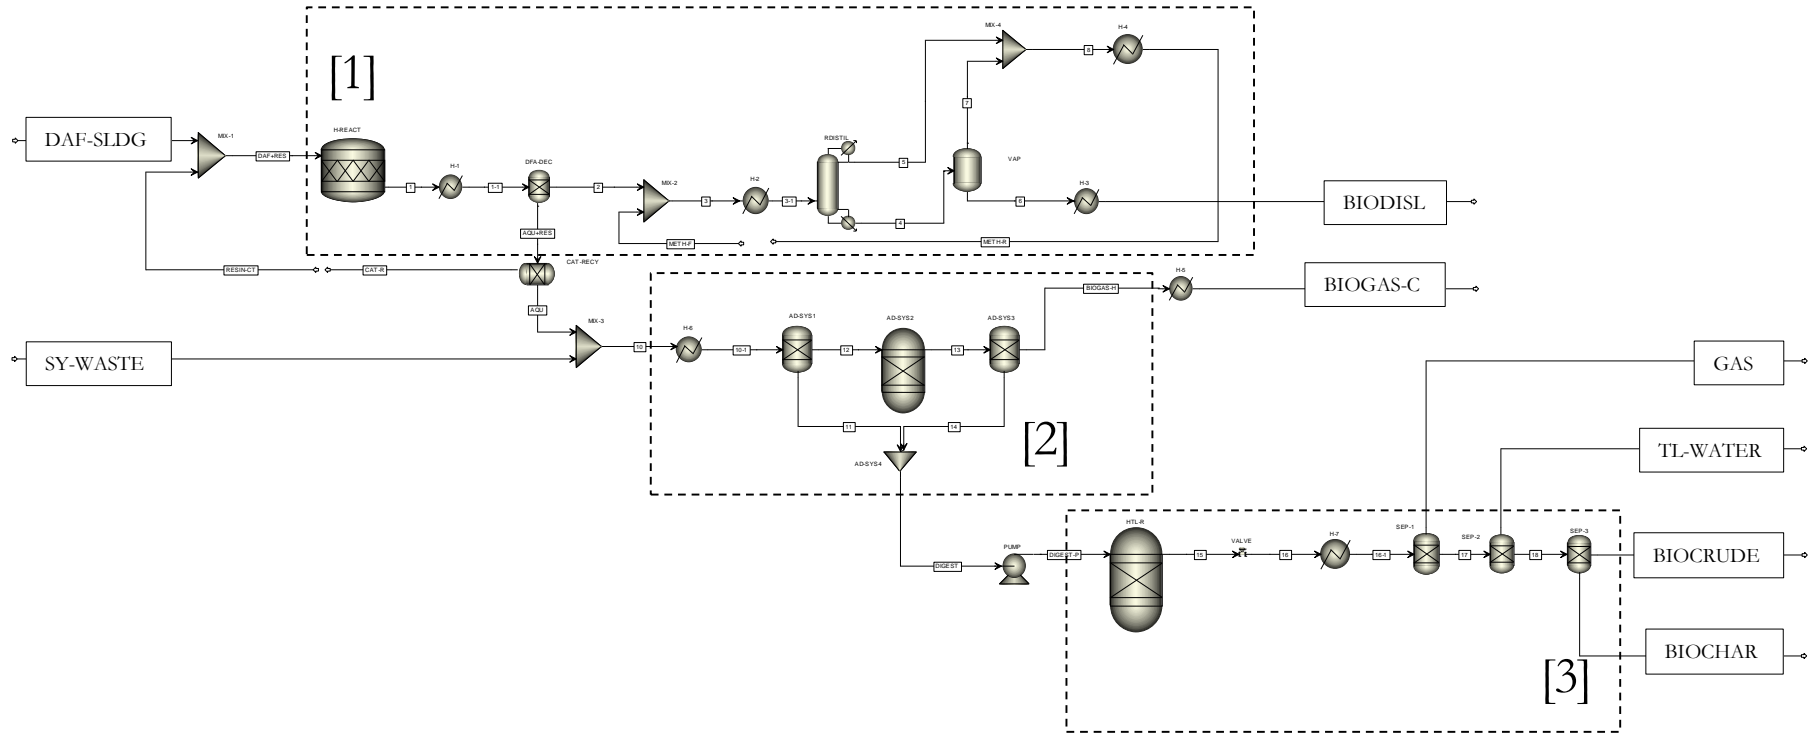 [1]
MIX-4
H-4
8
DAF-SLDG
MIX-1
H-REACT
DAF+RES
RDISTIL
7
VAP
5
DFA-DEC
H-1
1
1-1
2
MIX-2
H-2
3
3-1
4
6
H-3
BIODISL
AQU+RES
METH-F
METH-R
RESIN-CT
CAT-R
CAT-RECY
H-5
BIOGAS-H
BIOGAS-C
AQU
MIX-3
SY-WASTE
10
H-6
10-1
AD-SYS1
12
AD-SYS2
13
AD-SYS3
GAS
11
14
[2]
AD-SYS4
TL-WATER
DIGEST
PUMP
DIGEST-P
HTL-R
15
VALVE
16
H-7
16-1
SEP-1
17
SEP-2
18
SEP-3
BIOCRUDE
BIOCHAR
[3]